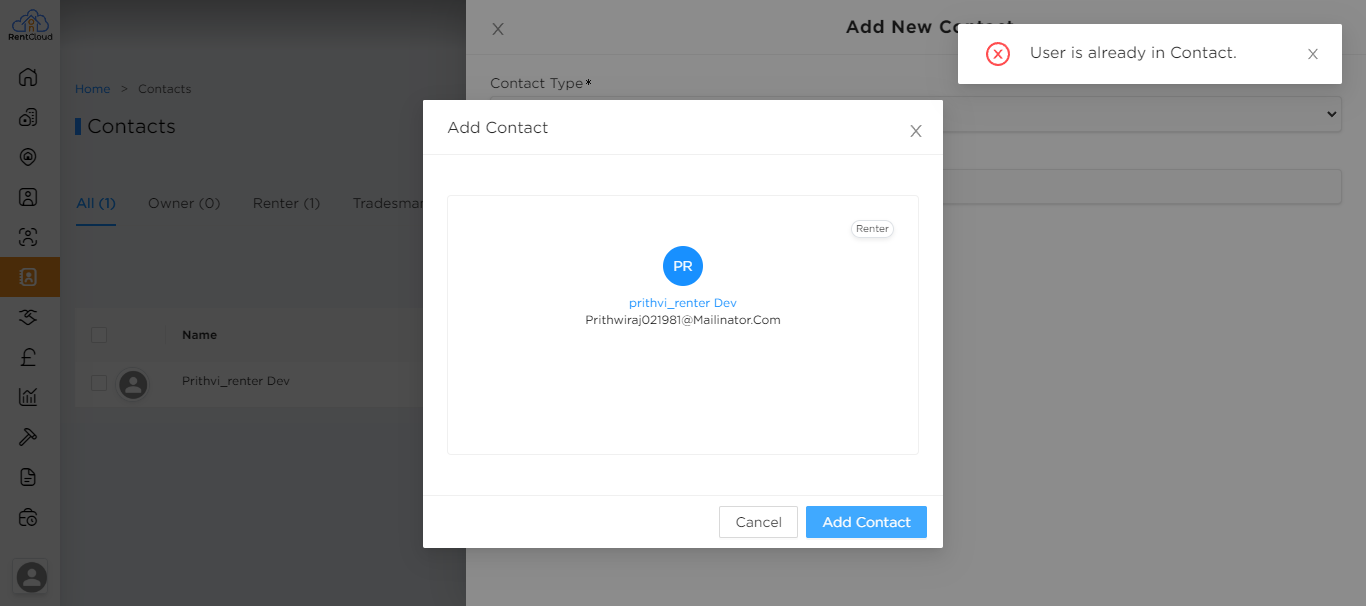 RentCloud
Home > Contacts
Contacts
All (1) Owner (0) Renter (1) Tradesman
Name
Prithvi_renter Dev
X
Add New Contact
Contact Type*
User is already in Contact.
Add Contact
Renter
PR
prithvi_renter Dev
Prithwiraj021981@Mailinator.Com
Cancel
Add Contact